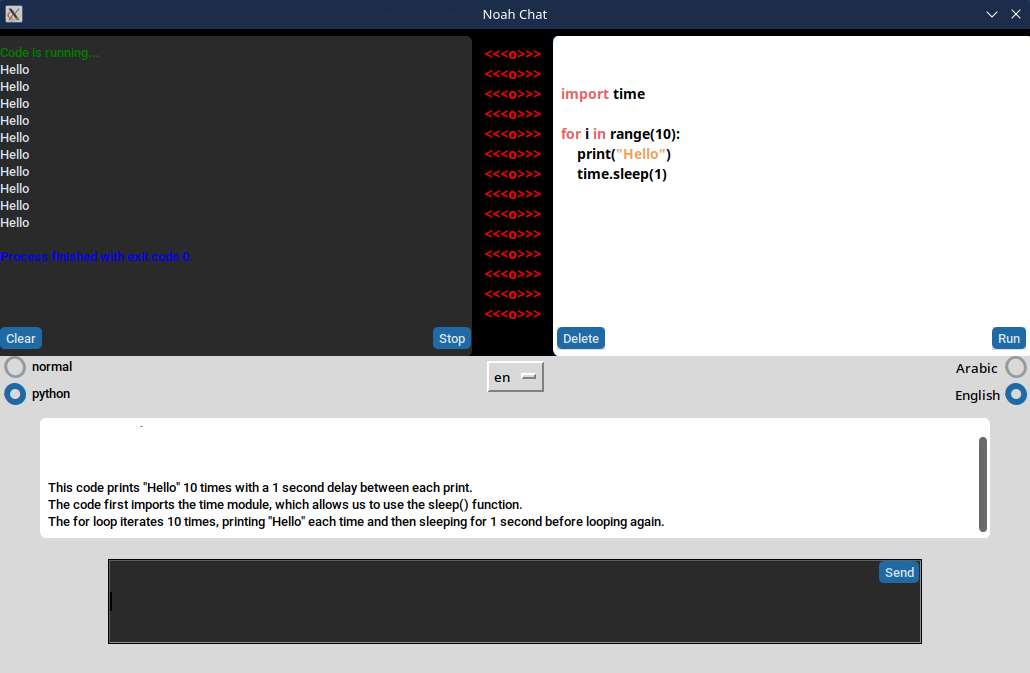 Noah Chat
Code is running...
Hello
Hello
Hello
Hello
Hello
Hello
Hello
Hello
Hello
Hello
Process finished with exit code 0.
Clear
Stop
<<<o>>>
<<<o>>>
<<<o>>>
<<<o>>>
<<<o>>>
<<<o>>>
<<<o>>>
<<<o>>>
<<<o>>>
<<<o>>>
<<<o>>>
<<<o>>>
<<<o>>>
<<<o>>>
import time
for i in range(10):
    print("Hello")
    time.sleep(1)
Delete
Run
normal
python
en
Arabic
English
This code prints "Hello" 10 times with a 1 second delay between each print.
The code first imports the time module, which allows us to use the sleep() function.
The for loop iterates 10 times, printing "Hello" each time and then sleeping for 1 second before looping again.
Send